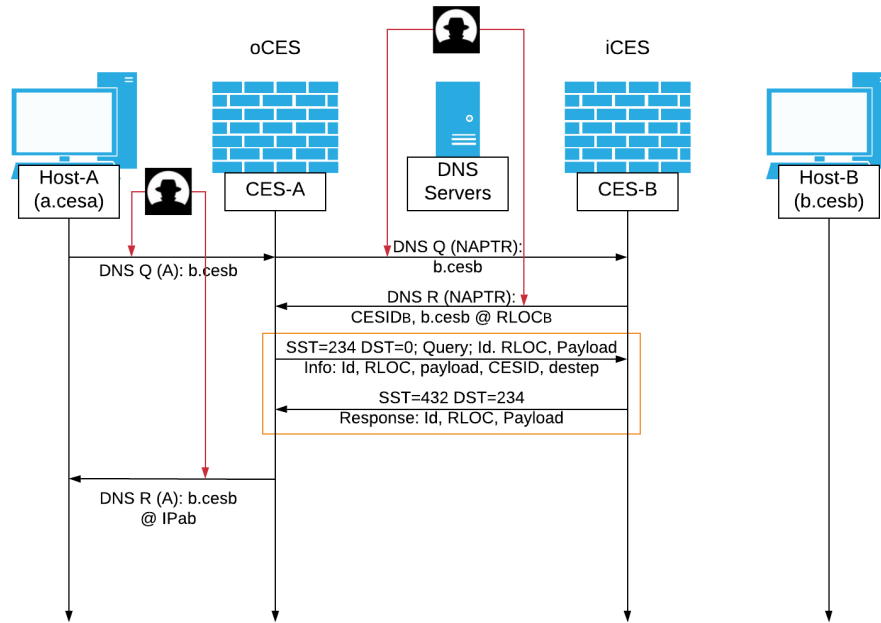 oCES
iCES
Host-A
(a.cesa)
CES-A
DNS
Servers
CES-B
Host-B
(b.cesb)
DNS Q (A): b.cesb
DNS Q (NAPTR):
b.cesb
DNS R (NAPTR):
CESIDB, b.cesb @ RLOCB
SST=234 DST=0; Query; Id. RLOC, Payload
Info: Id, RLOC, payload, CESID, destep
SST=432 DST=234
Response: Id, RLOC, Payload
DNS R (A): b.cesb
@ IPab